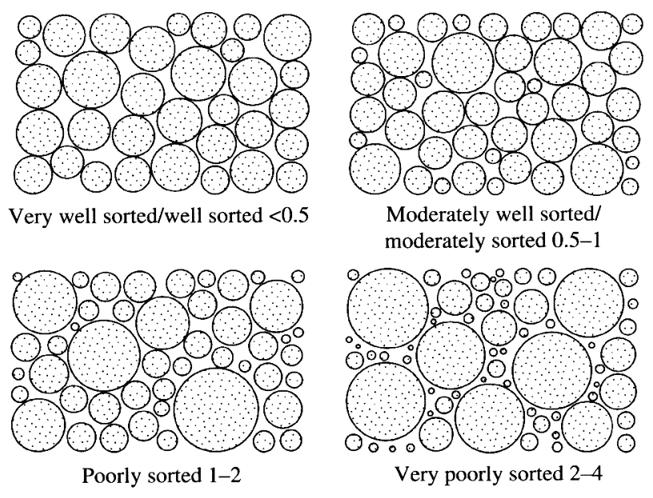 Very well sorted/well sorted <0.5
Moderately well sorted/
moderately sorted 0.5–1
Poorly sorted 1–2
Very poorly sorted 2–4